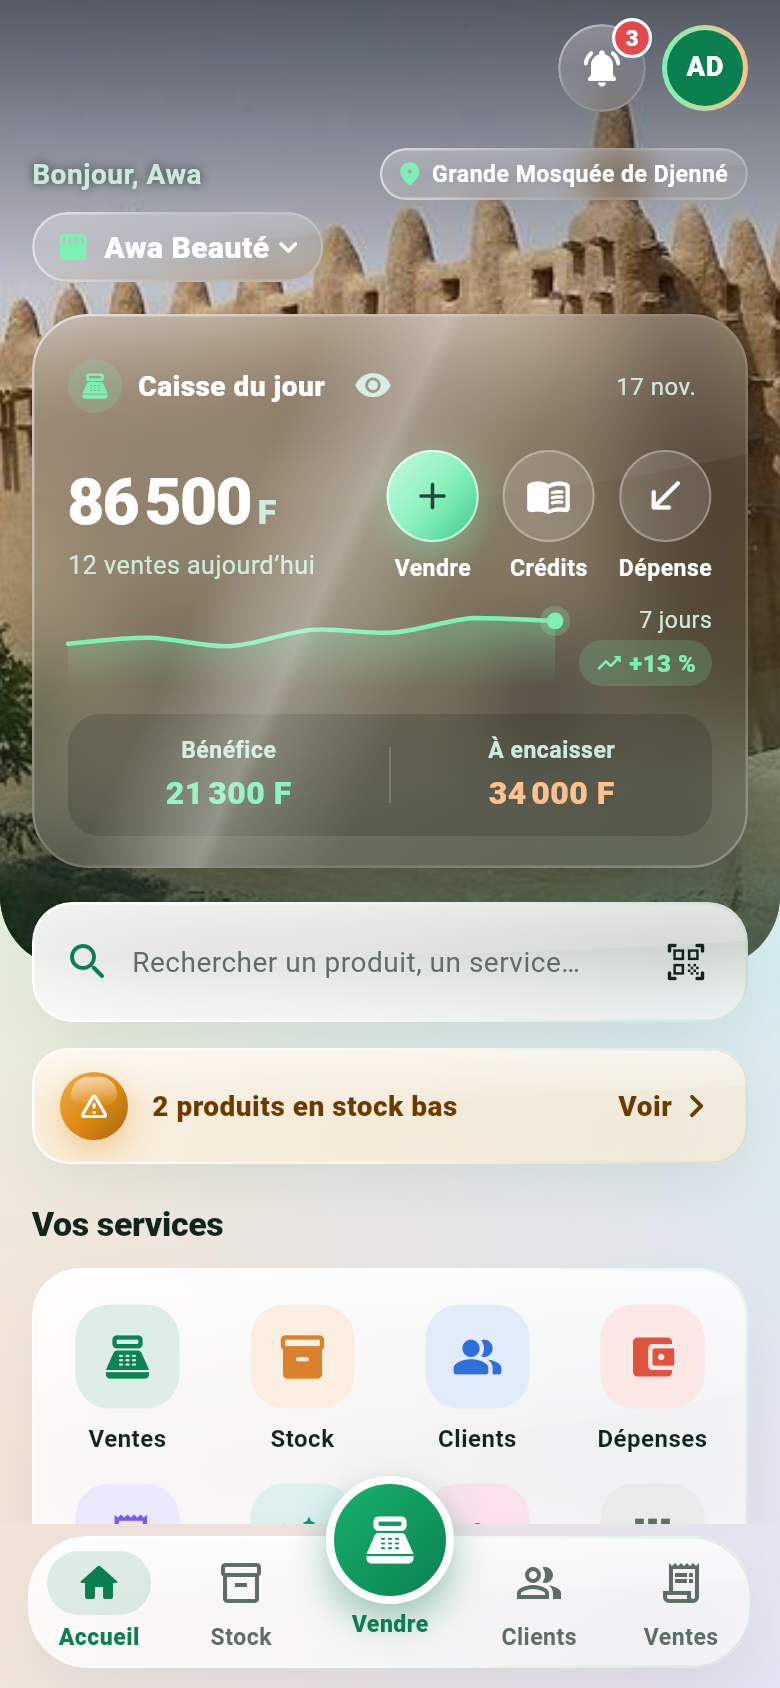 3
AD
Bonjour, Awa
Grande Mosquée de Djenné
Awa Beauté
Caisse du jour
17 nov.
86 500 F
12 ventes aujourd’hui
Vendre
Crédits
Dépense
7 jours
+13 %
Bénéfice
À encaisser
21 300 F
34 000 F
Rechercher un produit, un service…
2 produits en stock bas
Voir
Vos services
Ventes
Stock
Clients
Dépenses
Accueil
Stock
Vendre
Clients
Ventes